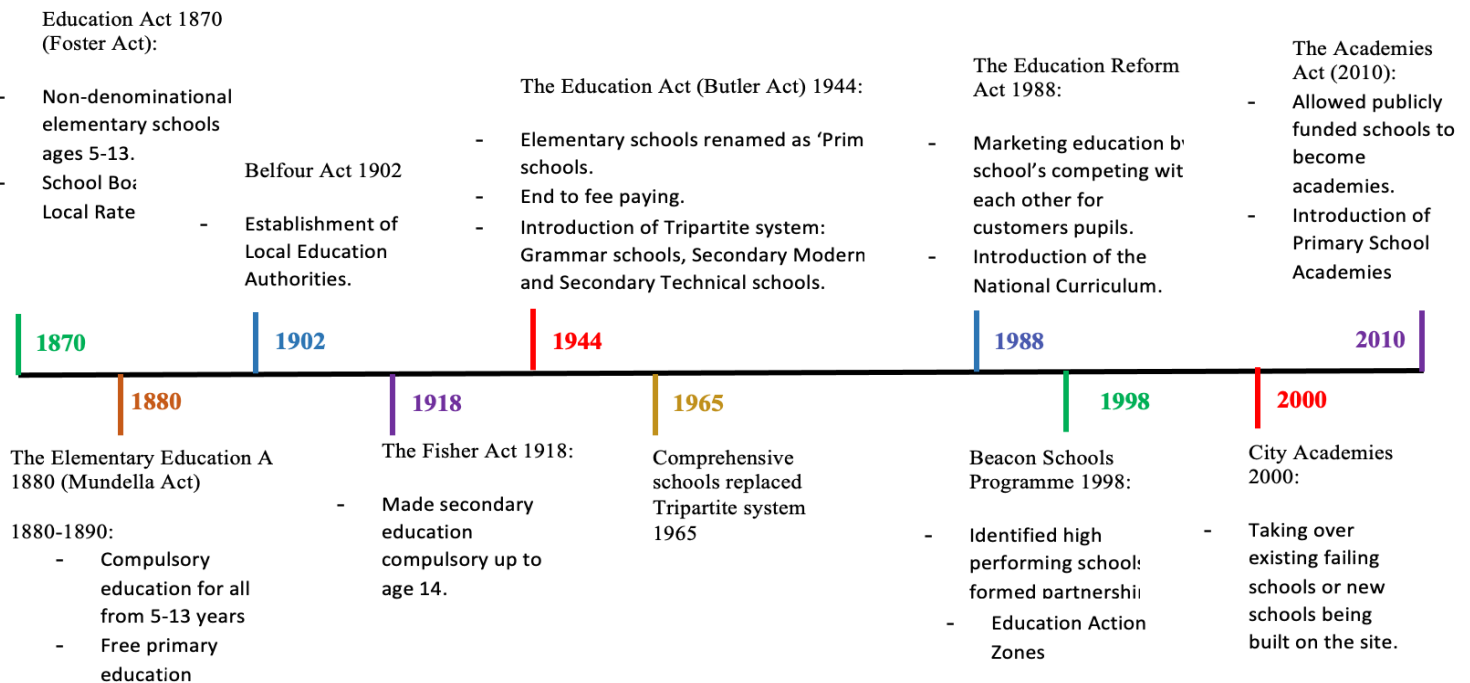 Education Act 1870
(Foster Act):
- Non-denominational
elementary schools
ages 5-13.
- School
Local Rate
Belfour Act 1902
- Establishment of
Local Education
Authorities.
The Education Act (Butler Act) 1944:
- Elementary schools renamed as ‘Prim
schools.
- End to fee paying.
- Introduction of Tripartite system:
Grammar schools, Secondary Modern
and Secondary Technical schools.
The Education Reform
Act 1988:
- Marketing education by
school’s competing wit
each other for
customers pupils.
- Introduction of the
National Curriculum.
The Academies
Act (2010):
- Allowed publicly
funded schools to
become
academies.
- Introduction of
Primary School
Academies
1870
1902
1944
1988
2010
1880
1918
1965
1998
2000
The Elementary Education A
1880 (Mundella Act)
1880-1890:
- Compulsory
education for all
from 5-13 years
- Free primary
education
The Fisher Act 1918:
- Made secondary
education
compulsory up to
age 14.
Comprehensive
schools replaced
Tripartite system
1965
Beacon Schools
Programme 1998:
- Identified high
performing schools
formed partnershi
- Education Action
Zones
City Academies
2000:
- Taking over
existing failing
schools or new
schools being
built on the site.